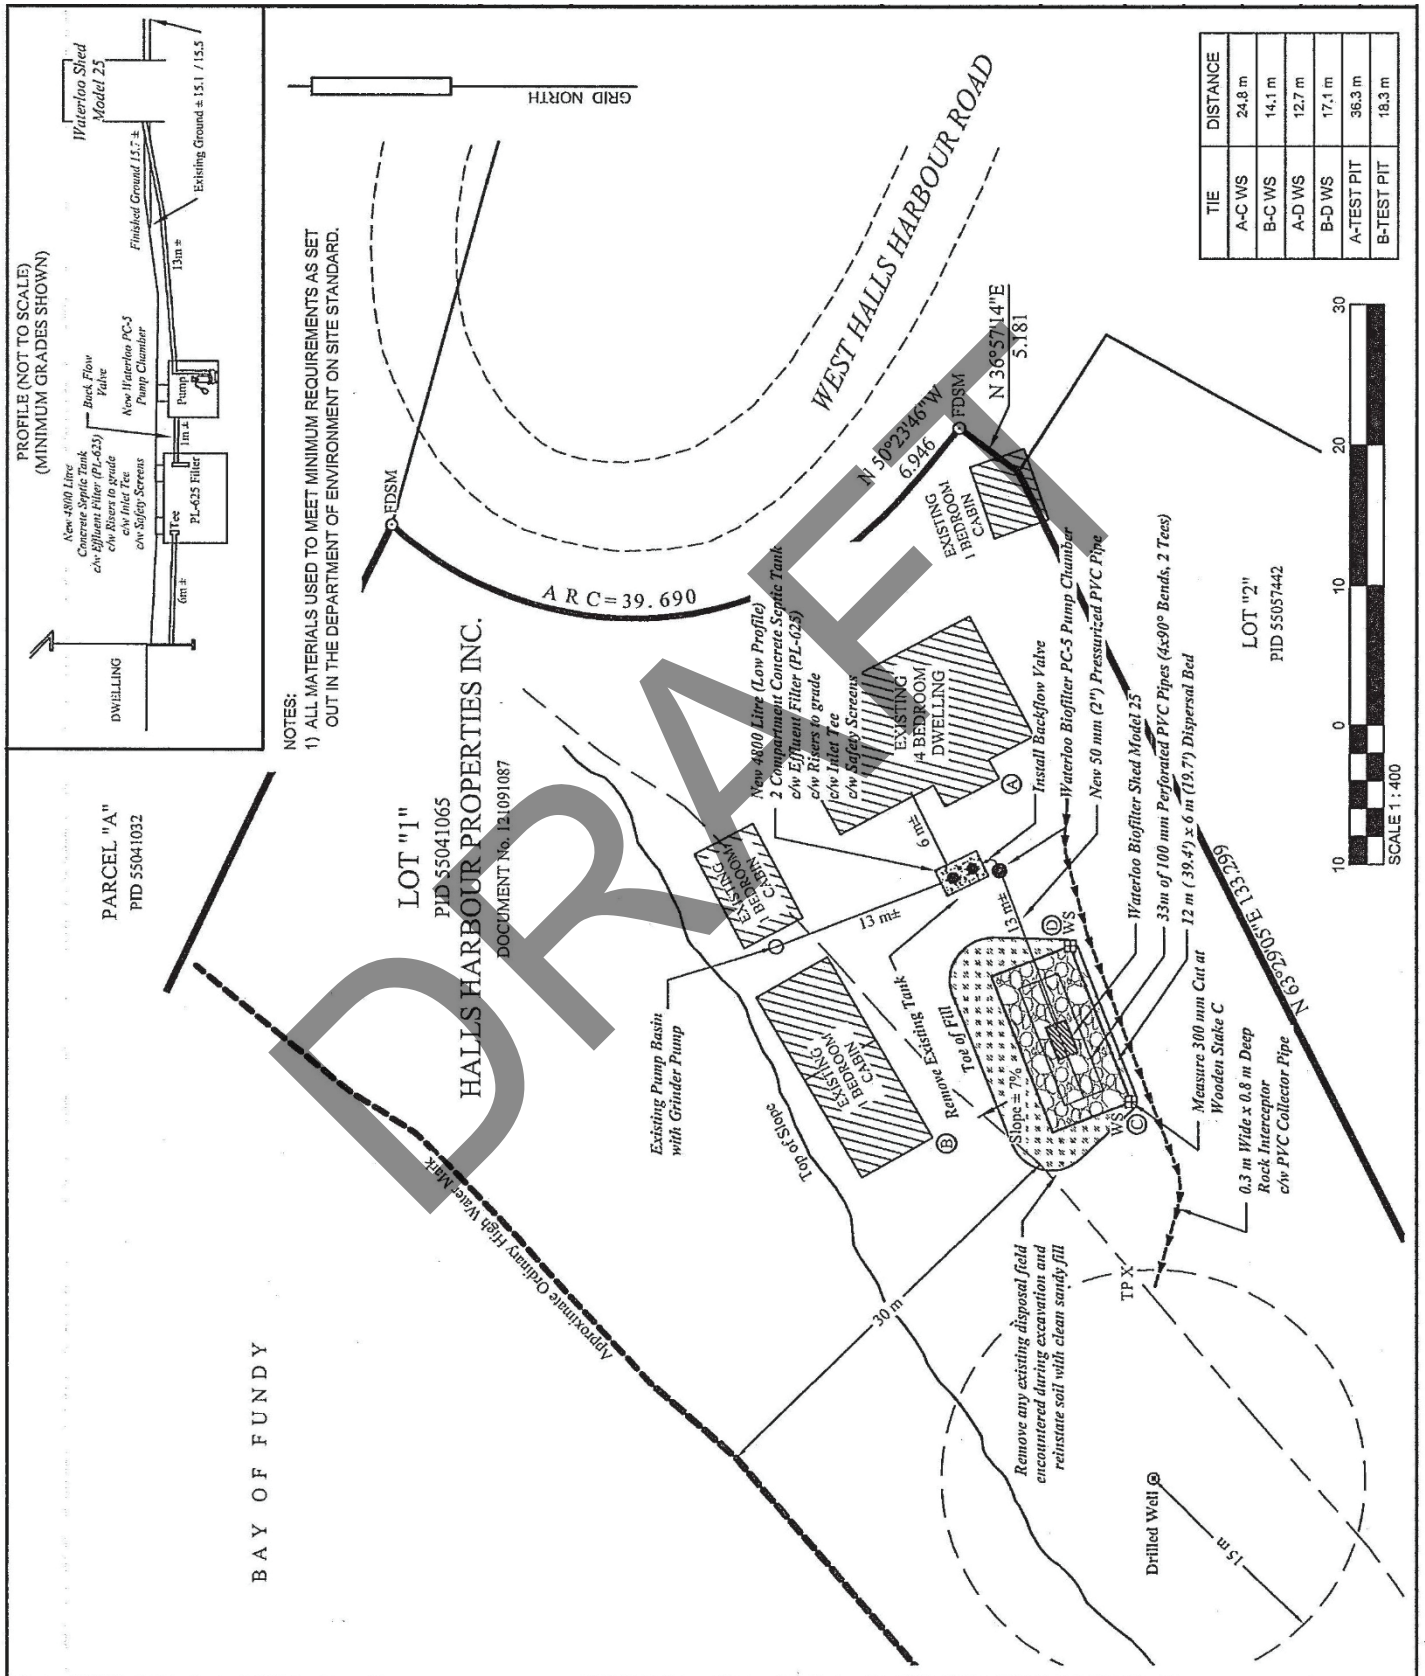 PROFILE (NOT TO SCALE)
(MINIMUM GRADES SHOWN)
DWELLING
6m ±
New 4800 Litre
Concrete Septic Tank
c/w Effluent Filter (PL-625)
c/w Risers to grade
c/w Inlet Tee
c/w Safety Screens
Tee
PL-625 Filter
Back Flow
Valve
1m ±
New Waterloo PC-5
Pump Chamber
Pump
13m ±
Finished Ground 15.7 ±
Waterloo Shed
Model 25
Existing Ground ± 15.1 / 15.5
NOTES:
1) ALL MATERIALS USED TO MEET MINIMUM REQUIREMENTS AS SET
OUT IN THE DEPARTMENT OF ENVIRONMENT ON SITE STANDARD.
GRID NORTH
PARCEL "A"
PID 55041032
BAY OF FUNDY
LOT "1"
PID 55041065
HALLS HARBOUR PROPERTIES INC.
DOCUMENT No. 121091087
FDSM
ARC=39.690
WEST HALLS HARBOUR ROAD
N 50°23'46"W
6.946
FDSM
N 36°57'14"E
5.181
Approximate Ordinary High Water Mark
Top of Slope
Existing Pump Basin
with Grinder Pump
EXISTING
1 BEDROOM
CABIN
EXISTING
1 BEDROOM
CABIN
EXISTING
1 BEDROOM
CABIN
EXISTING
4 BEDROOM
DWELLING
New 4800 Litre (Low Profile)
2 Compartment Concrete Septic Tank
c/w Effluent Filter (PL-625)
c/w Risers to grade
c/w Inlet Tee
c/w Safety Screens
6 m±
13 m±
13 m±
A
B
C
D
WS
WS
Install Backflow Valve
Waterloo Biofilter PC-5 Pump Chamber
New 50 mm (2") Pressurized PVC Pipe
Remove Existing Tank
Toe of Fill
Slope ± 7%
Waterloo Biofilter Shed Model 25
33m of 100 mm Perforated PVC Pipes (4x90° Bends, 2 Tees)
12 m ( 39.4') x 6 m (19.7') Dispersal Bed
Measure 300 mm Cut at
Wooden Stake C
0.3 m Wide x 0.8 m Deep
Rock Interceptor
c/w PVC Collector Pipe
Remove any existing disposal field
encountered during excavation and
reinstate soil with clean sandy fill
30 m
TP X
Drilled Well
15 m
N 63°29'05"E 133.299
LOT "2"
PID 55057442
10 0 10 20 30
SCALE 1 : 400
TIE DISTANCE
A-C WS 24.8 m
B-C WS 14.1 m
A-D WS 12.7 m
B-D WS 17.1 m
A-TEST PIT 36.3 m
B-TEST PIT 18.3 m
DRAFT